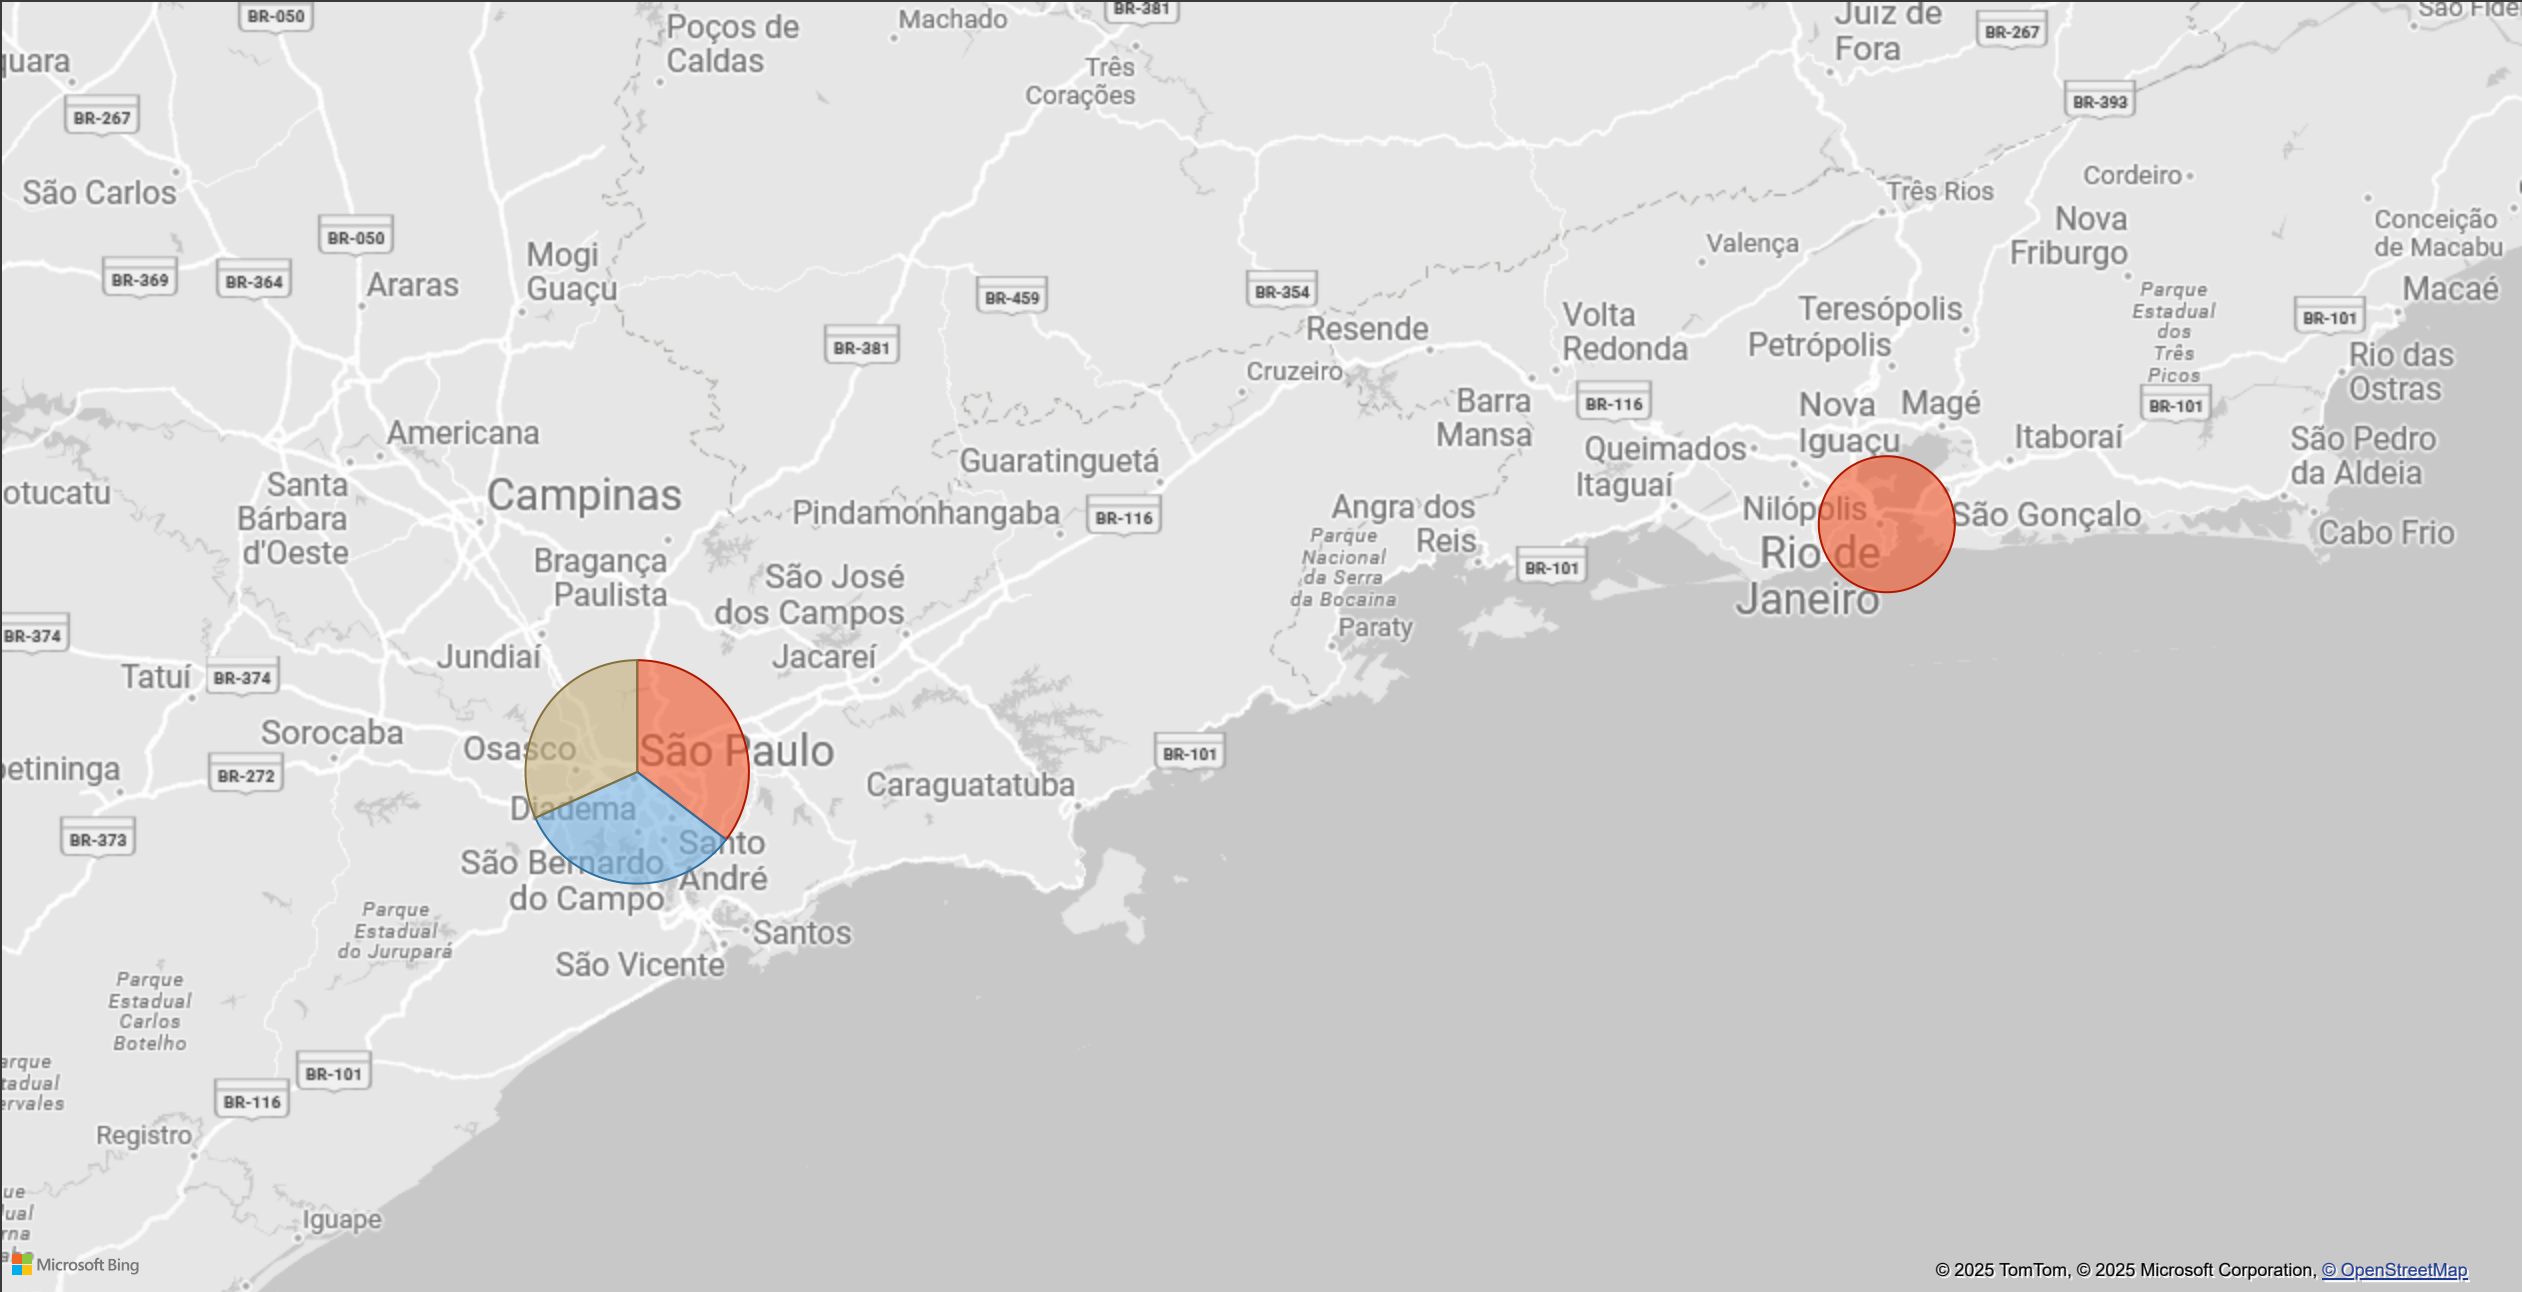 BR-050
Poços de
Caldas
Machado
BR-381
Juiz de
Fora
BR-267
Três
Corações
BR-267
BR-393
São Carlos
BR-050
Três Rios
Cordeiro
Nova
Friburgo
Conceição
de Macabu
Valença
BR-369
BR-364
Araras
Mogi
Guaçu
BR-459
BR-354
Macaé
Parque
Estadual
dos
Três
Picos
BR-101
Teresópolis
Petrópolis
Volta
Redonda
Resende
BR-381
Cruzeiro
Rio das
Ostras
BR-101
BR-116
Barra
Mansa
Nova
Iguaçu
Magé
Itaboraí
São Pedro
da Aldeia
Americana
Queimados
Itaguaí
Guaratinguetá
Santa
Bárbara
d'Oeste
Campinas
Pindamonhangaba
BR-116
Angra dos
Reis
Nilópolis
São Gonçalo
Cabo Frio
Rio de
Janeiro
Parque
Nacional
da Serra
da Bocaina
BR-101
Bragança
Paulista
São José
dos Campos
Paraty
BR-374
Jundiaí
Jacareí
Tatuí
BR-374
Sorocaba
Osasco
São Paulo
BR-101
BR-272
Caraguatatuba
Diadema
BR-373
Santo
André
São Bernardo
do Campo
Parque
Estadual
do Jurupará
Santos
São Vicente
Parque
Estadual
Carlos
Botelho
BR-101
BR-116
Registro
Iguape
Microsoft Bing
© 2025 TomTom, © 2025 Microsoft Corporation, © OpenStreetMap